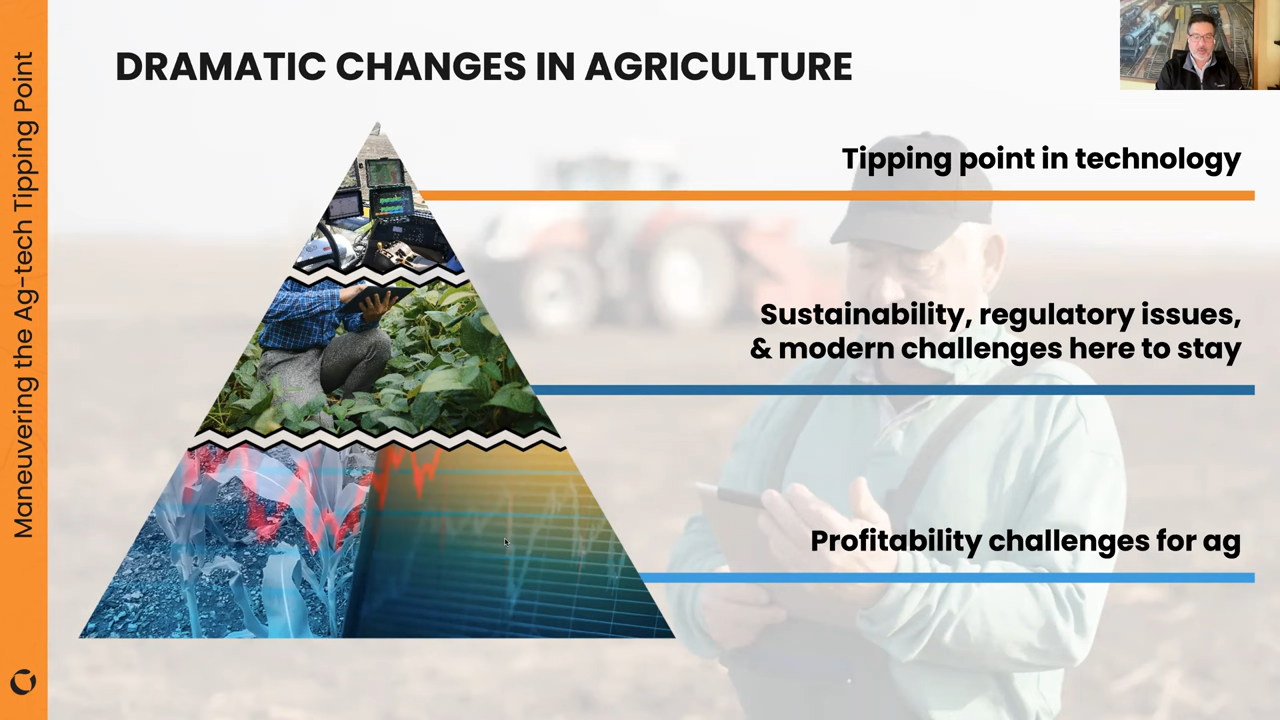 Maneuvering the Ag-tech Tipping Point
DRAMATIC CHANGES IN AGRICULTURE
Tipping point in technology
Sustainability, regulatory issues,
& modern challenges here to stay
Profitability challenges for ag